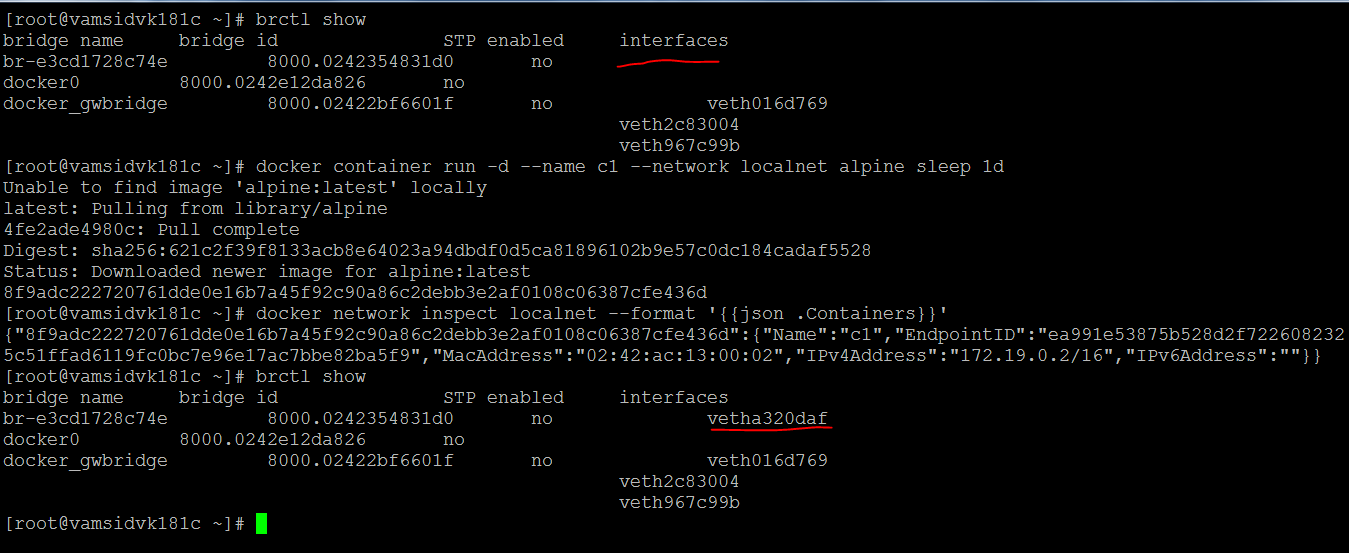 [root@vamsidvk181c ~]# brctl show
bridge name     bridge id               STP enabled     interfaces
br-e3cd1728c74e         8000.0242354831d0       no
docker0         8000.0242e12da826       no
docker_gwbridge         8000.02422bf6601f       no              veth016d769
                                                        veth2c83004
                                                        veth967c99b
[root@vamsidvk181c ~]# docker container run -d --name c1 --network localnet alpine sleep 1d
Unable to find image 'alpine:latest' locally
latest: Pulling from library/alpine
4fe2ade4980c: Pull complete
Digest: sha256:621c2f39f8133acb8e64023a94dbdf0d5ca81896102b9e57c0dc184cadaf5528
Status: Downloaded newer image for alpine:latest
8f9adc222720761dde0e16b7a45f92c90a86c2debb3e2af0108c06387cfe436d
[root@vamsidvk181c ~]# docker network inspect localnet --format '{{json .Containers}}'
{"8f9adc222720761dde0e16b7a45f92c90a86c2debb3e2af0108c06387cfe436d":{"Name":"c1","EndpointID":"ea991e53875b528d2f722608232
5c51ffad6119fc0bc7e96e17ac7bbe82ba5f9","MacAddress":"02:42:ac:13:00:02","IPv4Address":"172.19.0.2/16","IPv6Address":""}}
[root@vamsidvk181c ~]# brctl show
bridge name     bridge id               STP enabled     interfaces
br-e3cd1728c74e         8000.0242354831d0       no              vetha320daf
docker0         8000.0242e12da826       no
docker_gwbridge         8000.02422bf6601f       no              veth016d769
                                                        veth2c83004
                                                        veth967c99b
[root@vamsidvk181c ~]#